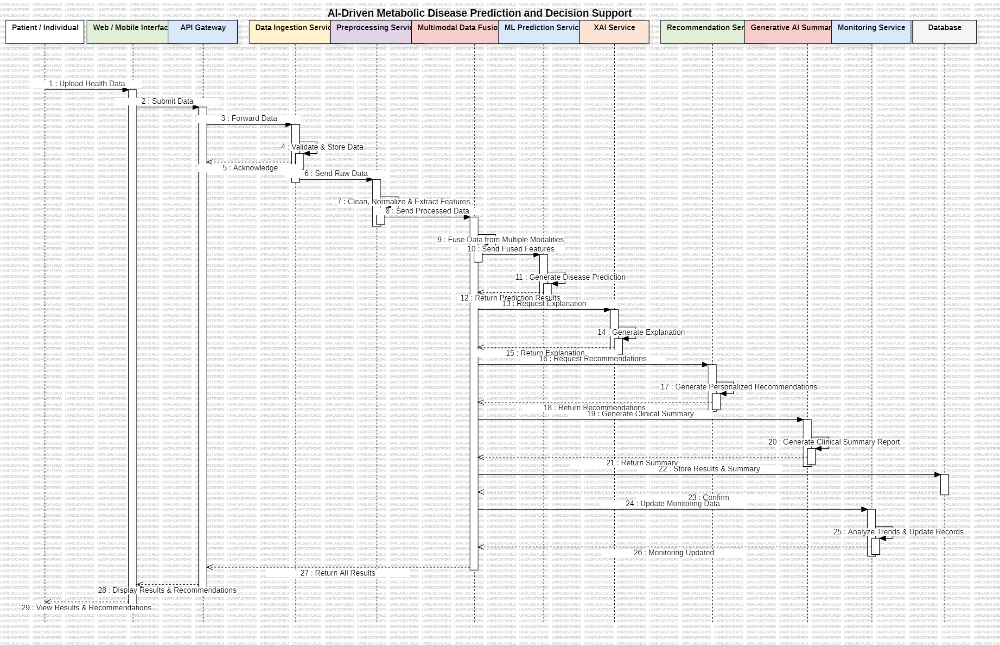 AI-Driven Metabolic Disease Prediction and Decision Support
Patient / Individual
Web / Mobile Interfac
API Gateway
Data Ingestion Servic
Preprocessing Servic
Multimodal Data Fusio
ML Prediction Servic
XAI Service
Recommendation Ser
Generative AI Summar
Monitoring Service
Database
1 : Upload Health Data
2 : Submit Data
3 : Forward Data
4 : Validate & Store Data
5 : Acknowledge
6 : Send Raw Data
7 : Clean, Normalize & Extract Features
8 : Send Processed Data
9 : Fuse Data from Multiple Modalities
10 : Send Fused Features
11 : Generate Disease Prediction
12 : Return Prediction Results
13 : Request Explanation
14 : Generate Explanation
15 : Return Explanation
16 : Request Recommendations
17 : Generate Personalized Recommendations
18 : Return Recommendations
19 : Generate Clinical Summary
20 : Generate Clinical Summary Report
21 : Return Summary
22 : Store Results & Summary
23 : Confirm
24 : Update Monitoring Data
25 : Analyze Trends & Update Records
26 : Monitoring Updated
27 : Return All Results
28 : Display Results & Recommendations
29 : View Results & Recommendations
UNREGISTERED